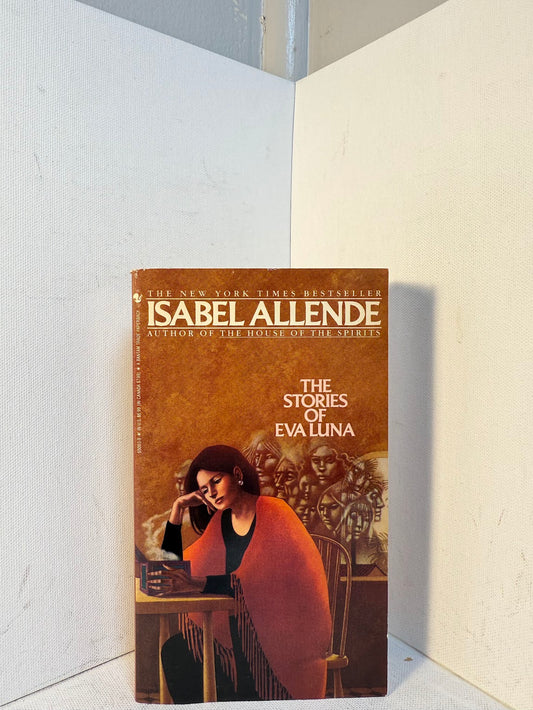 THE NEW YORK TIMES BESTSELLER
ISABEL ALLENDE
AUTHOR OF THE HOUSE OF THE SPIRITS
THE
STORIES
OF
EVA LUNA